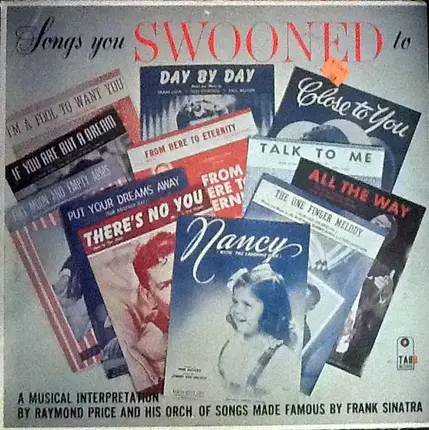 Songs you SWOONED to
I'M A FOOL TO WANT YOU
DAY BY DAY
Close to You
IF YOU ARE BUT A DREAM
FROM HERE TO ETERNITY
TALK TO ME
FULL MOON AND EMPTY ARMS
PUT YOUR DREAMS AWAY
FROM
ERE T
ERNI
ALL THE WAY
THE ONE FINGER MELODY
THERE'S NO YOU
Nancy
WITH THE LAUGHING FACE
TAB
A MUSICAL INTERPRETATION
BY RAYMOND PRICE AND HIS ORCH. OF SONGS MADE FAMOUS BY FRANK SINATRA